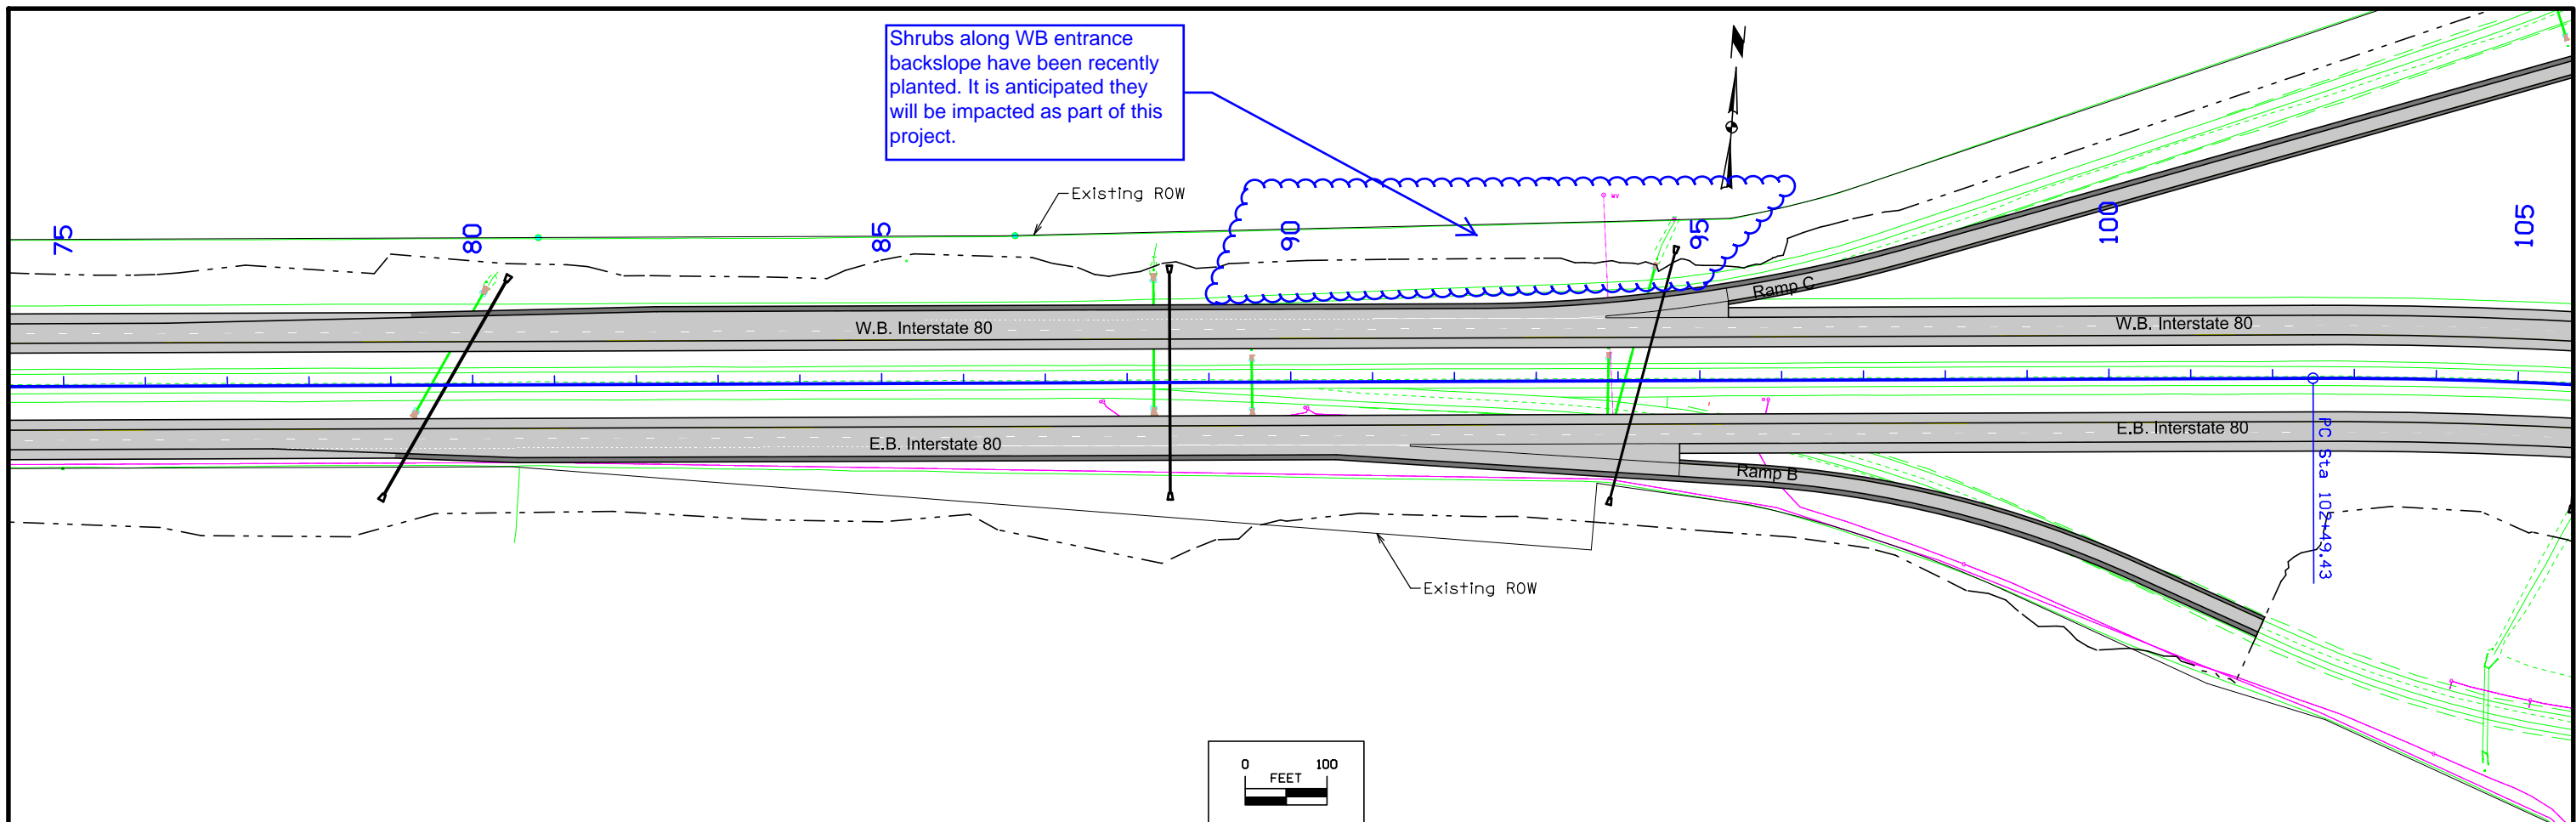 Shrubs along WB entrance
backslope have been recently
planted. It is anticipated they
will be impacted as part of this
project.
N
Existing ROW
75
80
85
90
95
100
105
Ramp C
W.B. Interstate 80
W.B. Interstate 80
E.B. Interstate 80
E.B. Interstate 80
Ramp B
PC Sta 102+49.43
Existing ROW
0 100
FEET